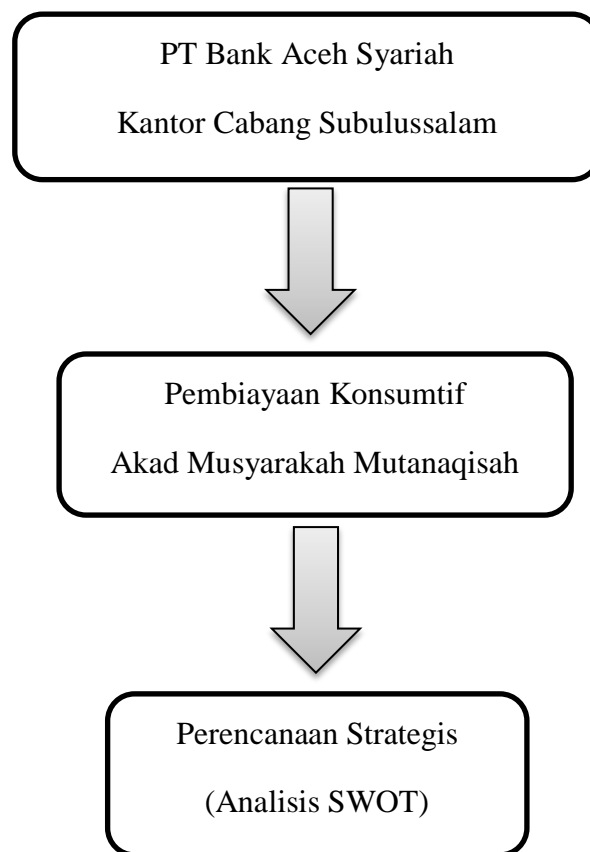 PT Bank Aceh Syariah
Kantor Cabang Subulussalam
Pembiayaan Konsumtif
Akad Musyarakah Mutanaqisah
Perencanaan Strategis
(Analisis SWOT)